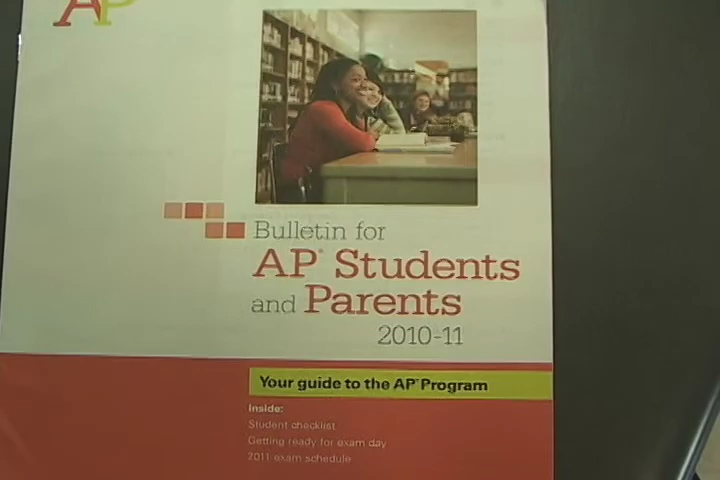 AP
Bulletin for
AP® Students
and Parents
2010-11
Your guide to the AP® Program
Inside:
Student checklist
Getting ready for exam day
2011 exam schedule